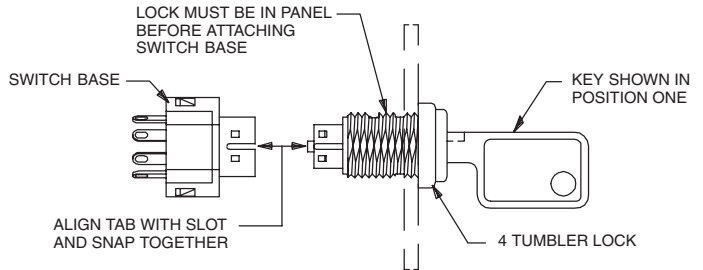 LOCK MUST BE IN PANEL
BEFORE ATTACHING
SWITCH BASE
SWITCH BASE
KEY SHOWN IN
POSITION ONE
ALIGN TAB WITH SLOT
AND SNAP TOGETHER
4 TUMBLER LOCK